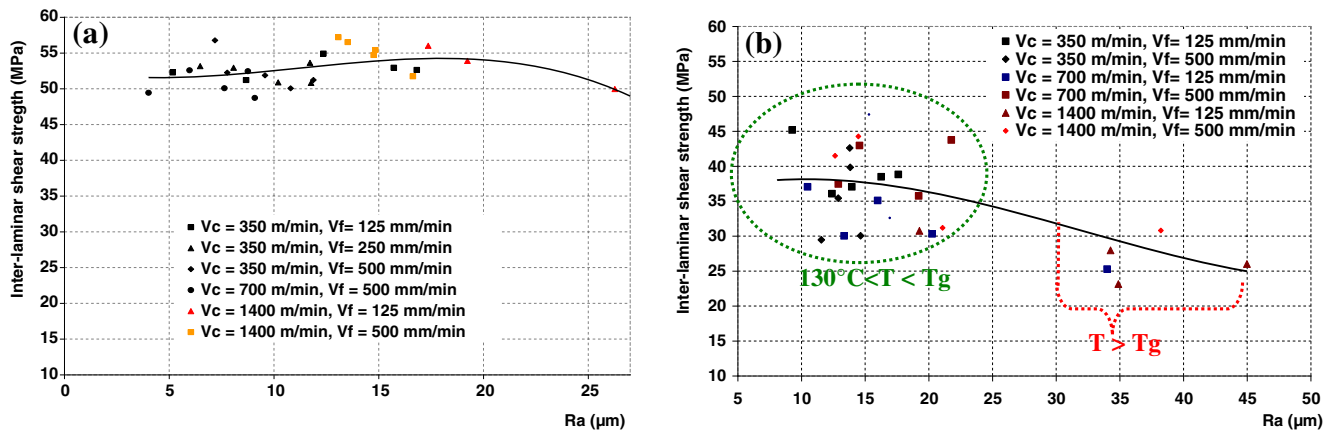 (a)
Inter-laminar shear stregth (MPa)
60
55
50
45
40
35
30
25
20
15
10
Vc = 350 m/min, Vf= 125 mm/min
Vc = 350 m/min, Vf= 250 mm/min
Vc = 350 m/min, Vf= 500 mm/min
Vc = 700 m/min, Vf= 500 mm/min
Vc = 1400 m/min, Vf = 125 mm/min
Vc = 1400 m/min, Vf = 500 mm/min
0 5 10 15 20 25
Ra (µm)
(b)
Inter-laminar shear strength (MPa)
60
55
50
45
40
35
30
25
20
15
10
Vc = 350 m/min, Vf= 125 mm/min
Vc = 350 m/min, Vf= 500 mm/min
Vc = 700 m/min, Vf= 125 mm/min
Vc = 700 m/min, Vf= 500 mm/min
Vc = 1400 m/min, Vf = 125 mm/min
Vc = 1400 m/min, Vf= 500 mm/min
130°C<T < Tg
T > Tg
5 10 15 20 25 30 35 40 45 50
Ra (µm)